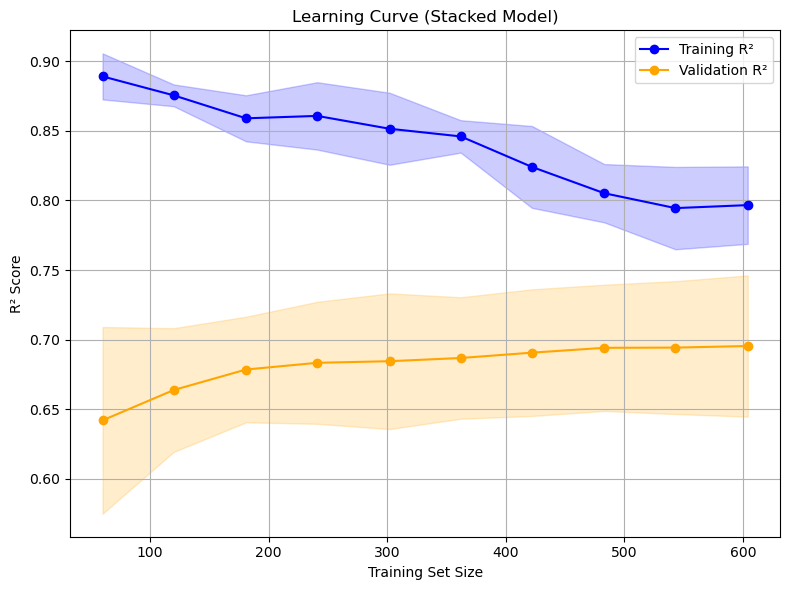 Learning Curve (Stacked Model)
Training R²
Validation R²
0.90
0.85
0.80
0.75
0.70
0.65
0.60
R² Score
100 200 300 400 500 600
Training Set Size